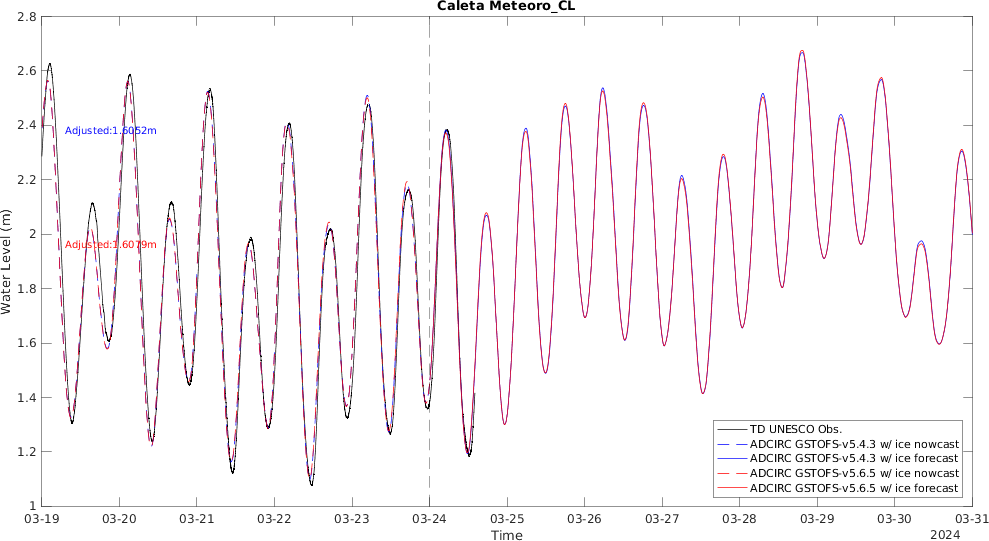 Caleta Meteoro_CL
Water Level (m)
2.8
2.6
2.4
2.2
2
1.8
1.6
1.4
1.2
1
Adjusted:1.6052m
Adjusted:1.6079m
TD UNESCO Obs.
ADCIRC GSTOFS-v5.4.3 w/ ice nowcast
ADCIRC GSTOFS-v5.4.3 w/ ice forecast
ADCIRC GSTOFS-v5.6.5 w/ ice nowcast
ADCIRC GSTOFS-v5.6.5 w/ ice forecast
03-19 03-20 03-21 03-22 03-23 03-24 03-25 03-26 03-27 03-28 03-29 03-30 03-31
Time
2024